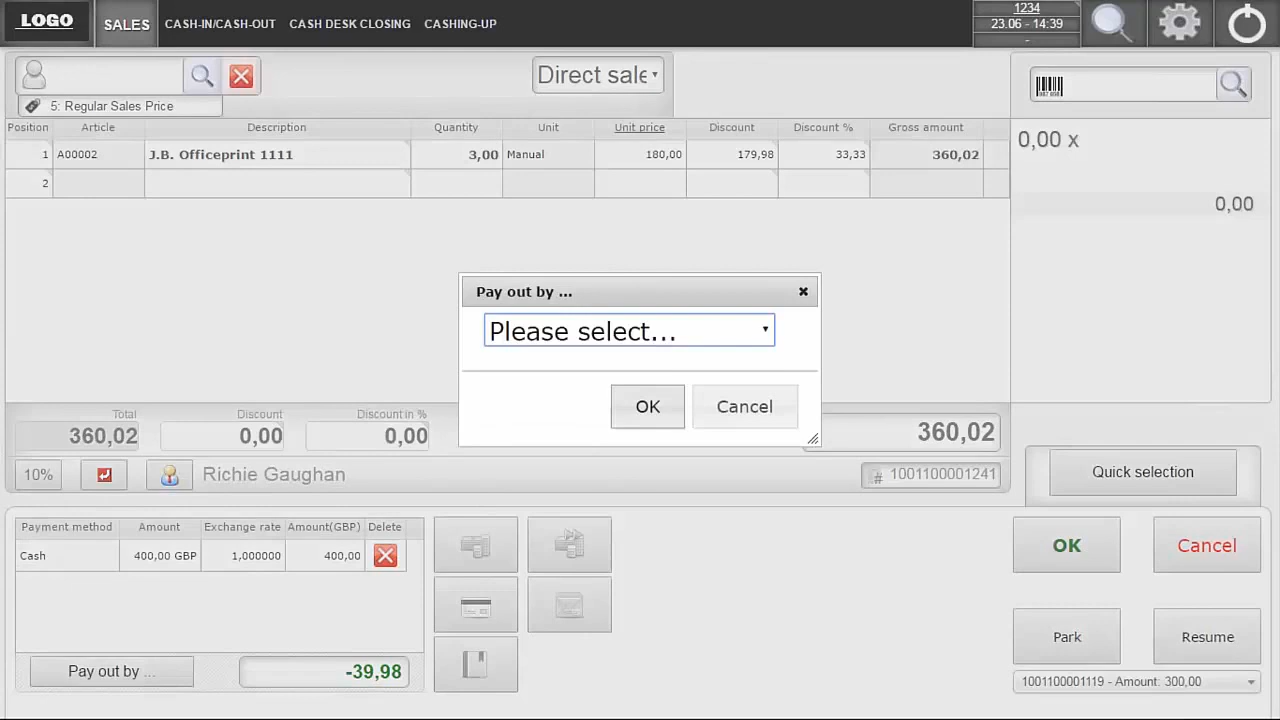 LOGO SALES CASH-IN/CASH-OUT CASH DESK CLOSING CASHING-UP
1234
23.06 - 14:39
-
Direct sale
5: Regular Sales Price
Position Article Description Quantity Unit Unit price Discount Discount % Gross amount
1 A00002 J.B. Officeprint 1111 3,00 Manual 180,00 179,98 33,33 360,02
2
0,00 x
0,00
Pay out by ...
Please select...
OK Cancel
Total Discount Discount in %
360,02 0,00 0,00 360,02
10% Richie Gaughan # 1001100001241
Quick selection
Payment method Amount Exchange rate Amount(GBP) Delete
Cash 400,00 GBP 1,000000 400,00
Pay out by ... -39,98
OK Cancel
Park Resume
1001100001119 - Amount: 300,00